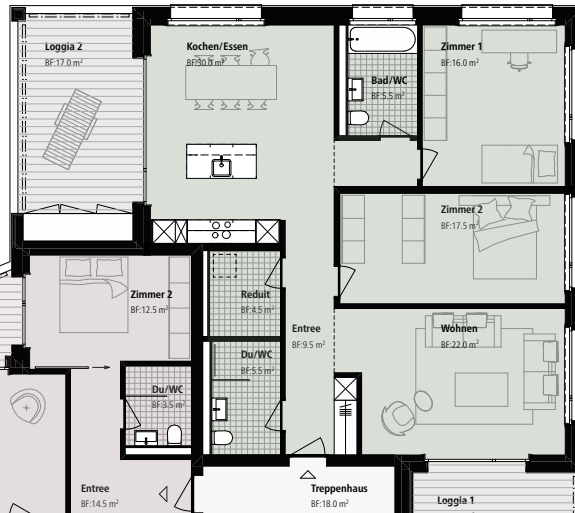 Loggia 2
BF:17.0 m²
Kochen/Essen
BF:30.0 m²
Zimmer 1
BF:16.0 m²
Bad/WC
BF:5.5 m²
Zimmer 2
BF:17.5 m²
Zimmer 2
BF:12.5 m²
Reduit
BF:4.5 m²
Entree
BF:9.5 m²
Wohnen
BF:22.0 m²
Du/WC
BF:5.5 m²
Du/WC
BF:3.5 m²
Entree
BF:14.5 m²
Treppenhaus
BF:18.0 m²
Loggia 1